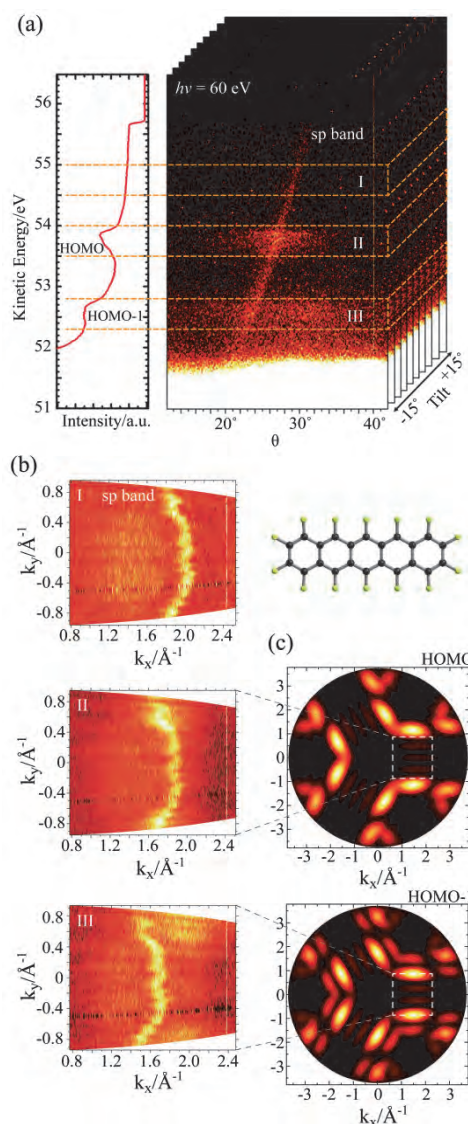 (a)
hν = 60 eV
sp band
I
II
III
HOMO
HOMO-1
Kinetic Energy/eV
56
55
54
53
52
51
Intensity/a.u.
20° 30° 40°
θ
-15° Tilt +15°
(b)
I sp band
k_y/Å⁻¹
0.8
0.4
0
-0.4
-0.8
0.8 1.2 1.6 2.0 2.4
k_x/Å⁻¹
(c)
HOMO
II
k_y/Å⁻¹
0.8
0.4
0
-0.4
-0.8
0.8 1.2 1.6 2.0 2.4
k_x/Å⁻¹
3
2
1
0
-1
-2
-3
-3 -2 -1 0 1 2 3
k_x/Å⁻¹
HOMO-
III
k_y/Å⁻¹
0.8
0.4
0
-0.4
-0.8
0.8 1.2 1.6 2.0 2.4
k_x/Å⁻¹
3
2
1
0
-1
-2
-3
-3 -2 -1 0 1 2 3
k_x/Å⁻¹